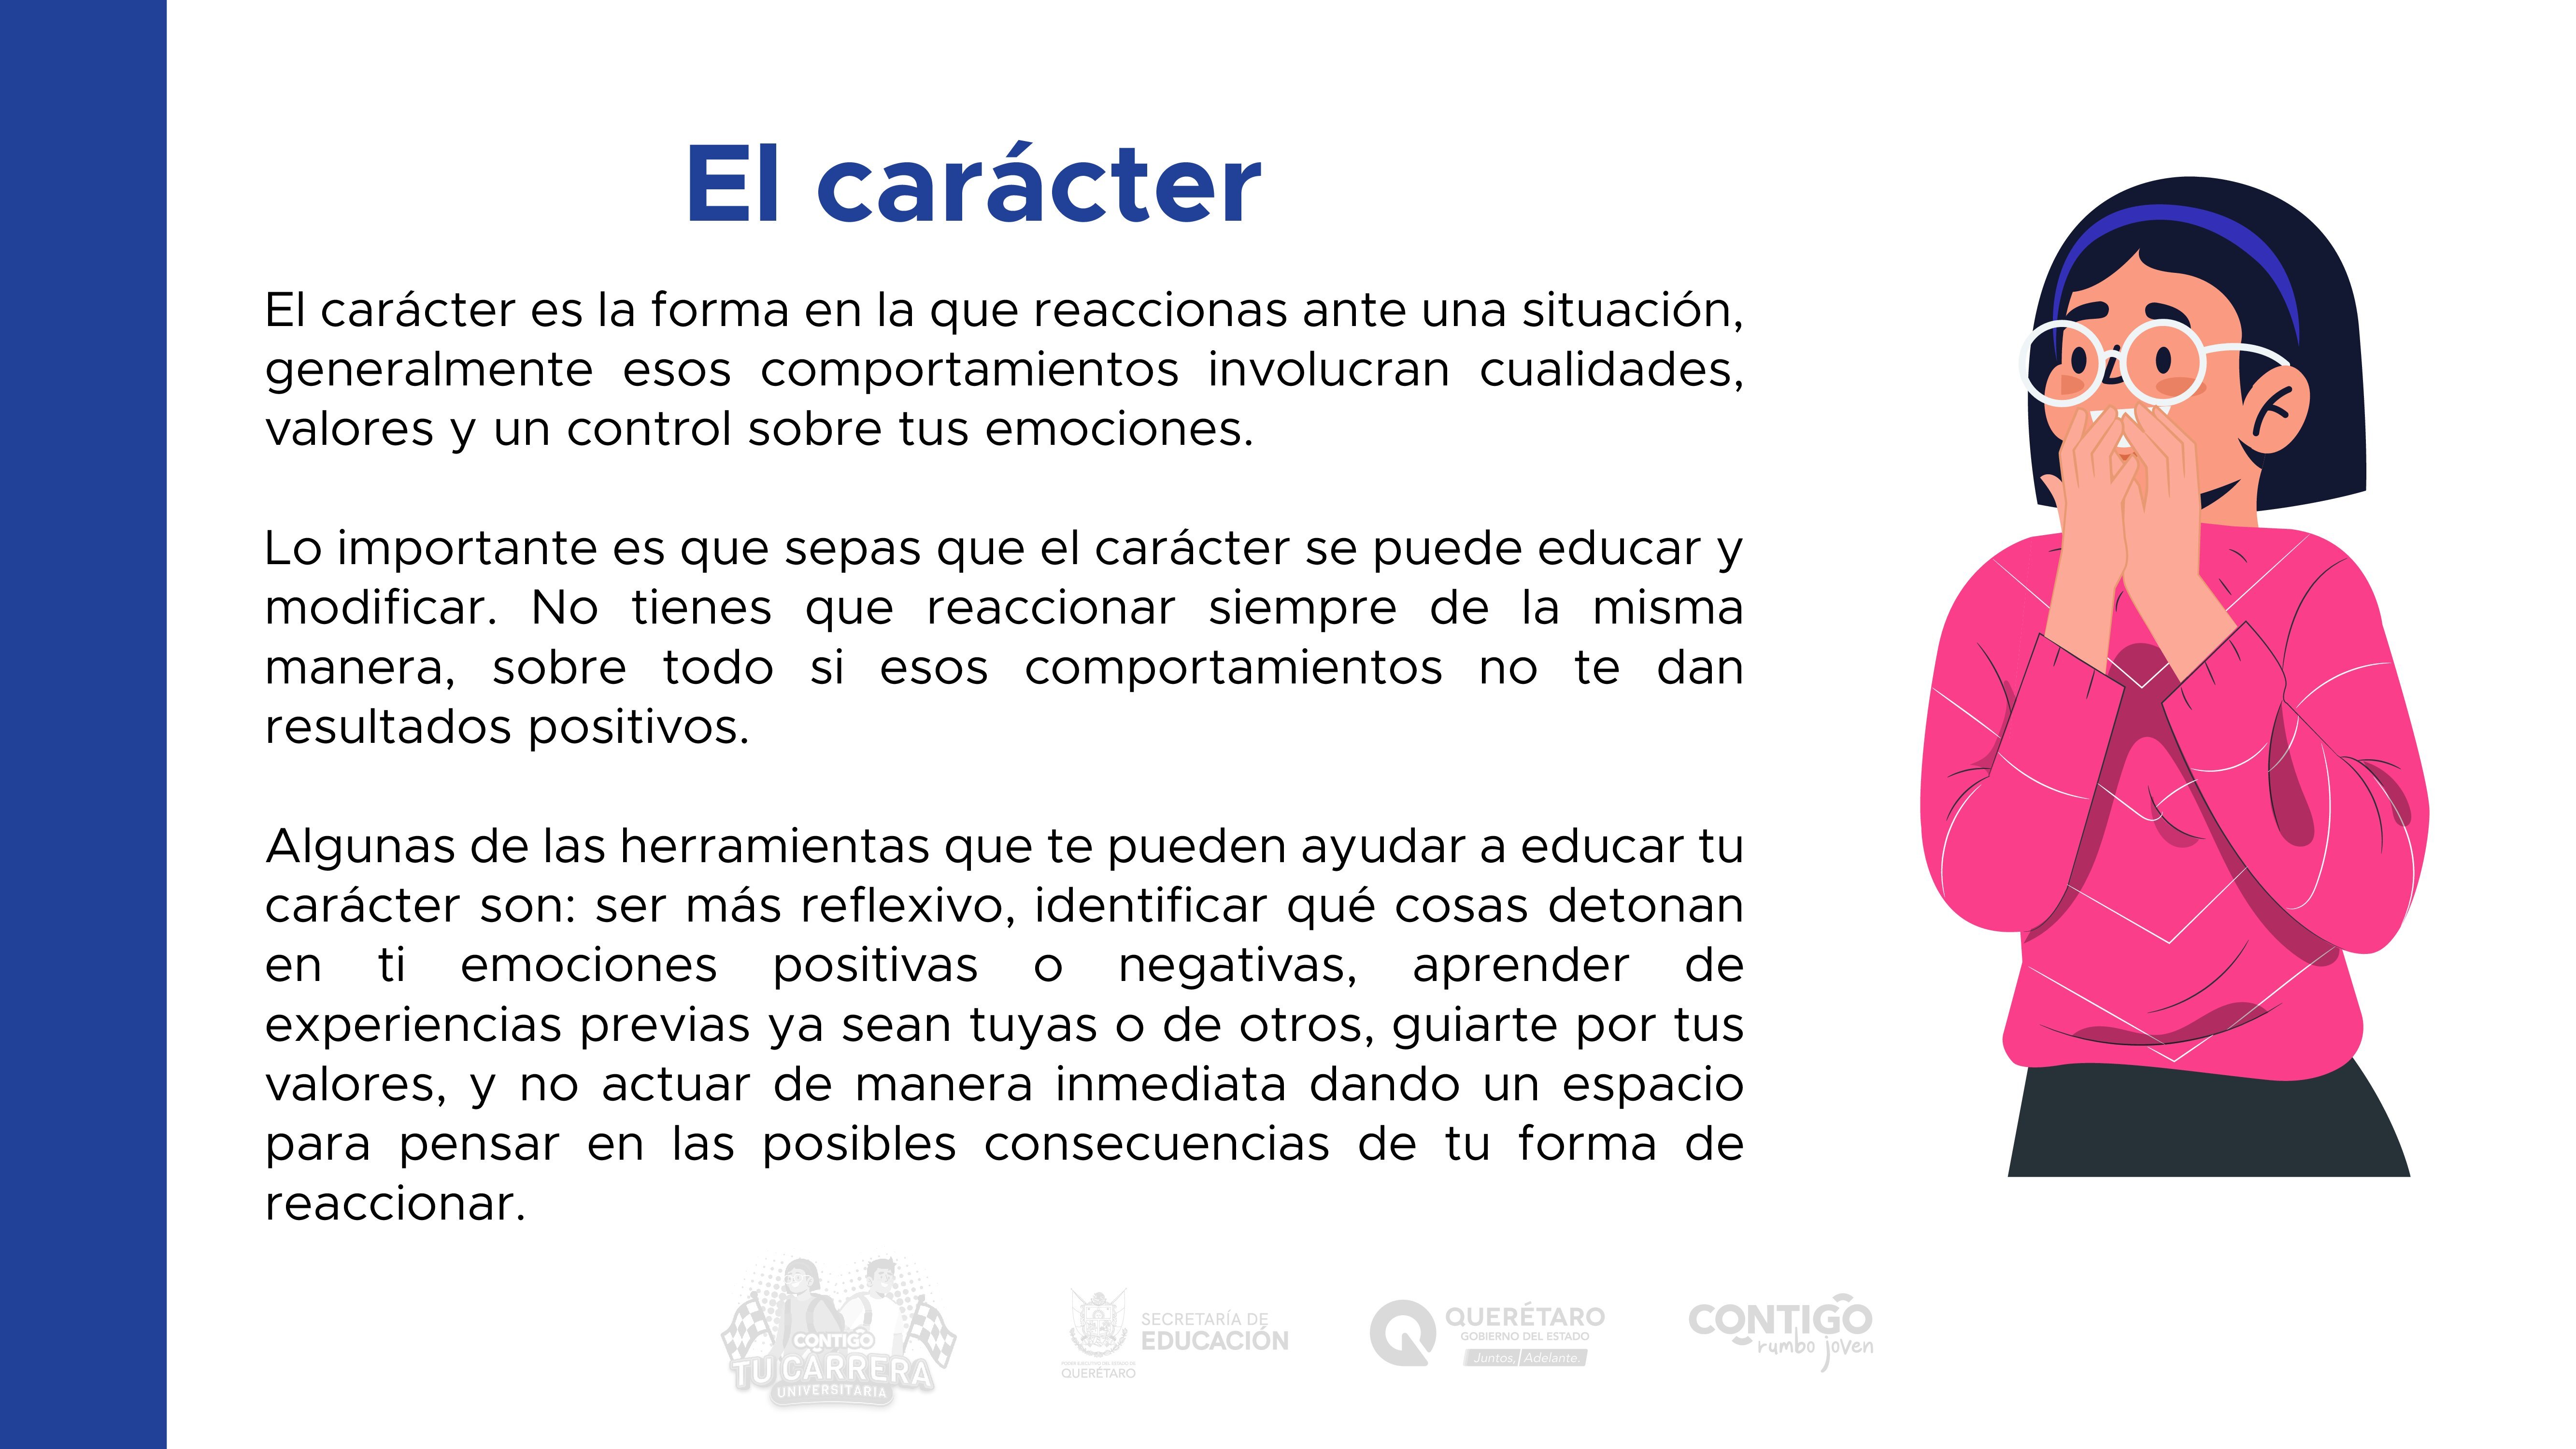 El carácter
El carácter es la forma en la que reaccionas ante una situación,
generalmente esos comportamientos involucran cualidades,
valores y un control sobre tus emociones.
Lo importante es que sepas que el carácter se puede educar y
modificar. No tienes que reaccionar siempre de la misma
manera, sobre todo si esos comportamientos no te dan
resultados positivos.
Algunas de las herramientas que te pueden ayudar a educar tu
carácter son: ser más reflexivo, identificar qué cosas detonan
en ti emociones positivas o negativas, aprender de
experiencias previas ya sean tuyas o de otros, guiarte por tus
valores, y no actuar de manera inmediata dando un espacio
para pensar en las posibles consecuencias de tu forma de
reaccionar.
CONTIGO
TU CARRERA
UNIVERSITARIA
QUERÉTARO
SECRETARÍA DE
EDUCACIÓN
QUERÉTARO
GOBIERNO DEL ESTADO
Juntos, Adelante.
CONTIGO
rumbo joven